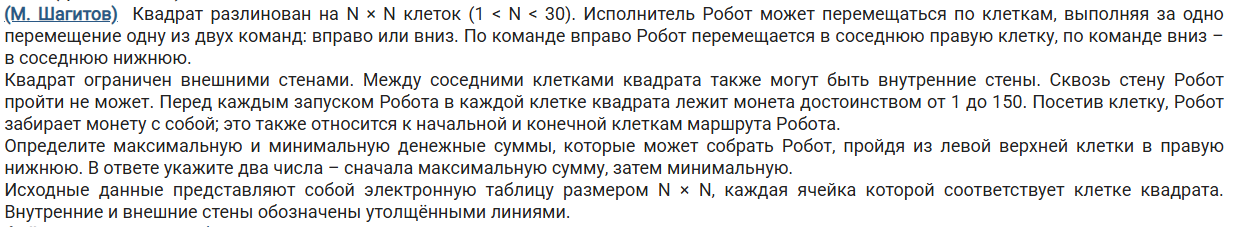 (М. Шагитов) Квадрат разлинован на N × N клеток (1 < N < 30). Исполнитель Робот может перемещаться по клеткам, выполняя за одно
перемещение одну из двух команд: вправо или вниз. По команде вправо Робот перемещается в соседнюю правую клетку, по команде вниз –
в соседнюю нижнюю.
Квадрат ограничен внешними стенами. Между соседними клетками квадрата также могут быть внутренние стены. Сквозь стену Робот
пройти не может. Перед каждым запуском Робота в каждой клетке квадрата лежит монета достоинством от 1 до 150. Посетив клетку, Робот
забирает монету с собой; это также относится к начальной и конечной клеткам маршрута Робота.
Определите максимальную и минимальную денежные суммы, которые может собрать Робот, пройдя из левой верхней клетки в правую
нижнюю. В ответе укажите два числа – сначала максимальную сумму, затем минимальную.
Исходные данные представляют собой электронную таблицу размером N × N, каждая ячейка которой соответствует клетке квадрата.
Внутренние и внешние стены обозначены утолщёнными линиями.